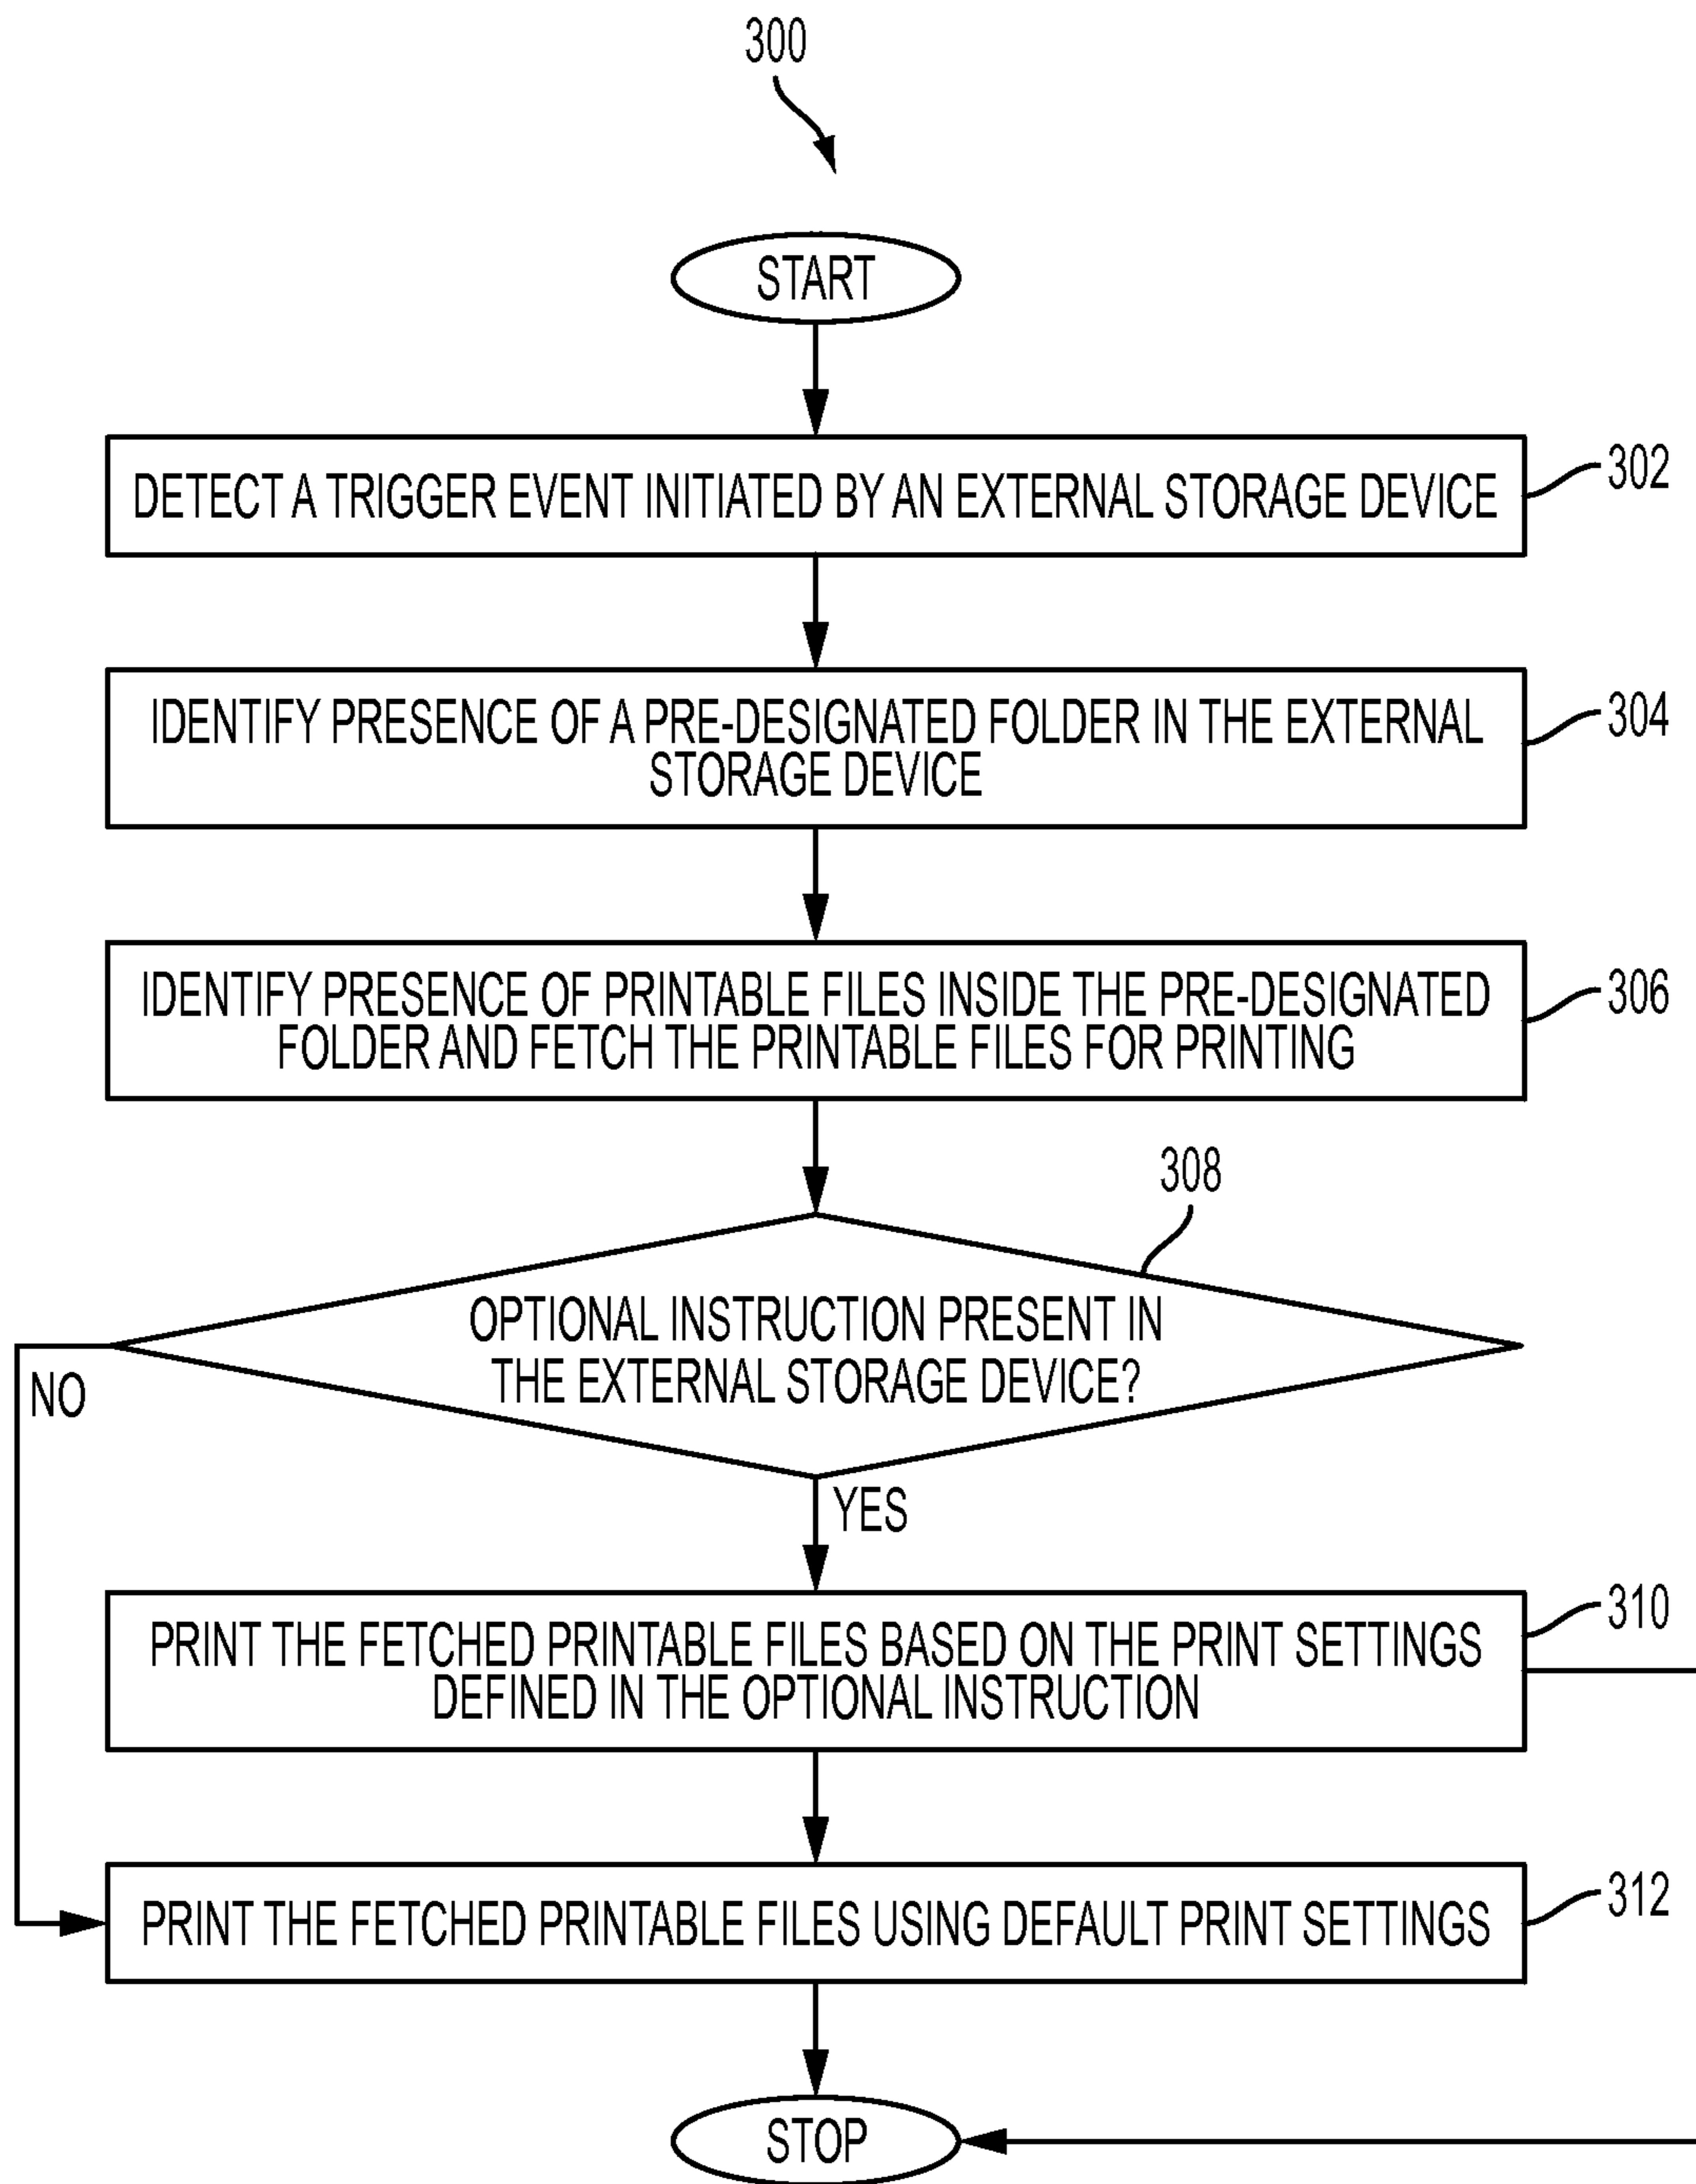 300
START
DETECT A TRIGGER EVENT INITIATED BY AN EXTERNAL STORAGE DEVICE
302
IDENTIFY PRESENCE OF A PRE-DESIGNATED FOLDER IN THE EXTERNAL
STORAGE DEVICE
304
IDENTIFY PRESENCE OF PRINTABLE FILES INSIDE THE PRE-DESIGNATED
FOLDER AND FETCH THE PRINTABLE FILES FOR PRINTING
306
308
OPTIONAL INSTRUCTION PRESENT IN
THE EXTERNAL STORAGE DEVICE?
NO
YES
PRINT THE FETCHED PRINTABLE FILES BASED ON THE PRINT SETTINGS
DEFINED IN THE OPTIONAL INSTRUCTION
310
PRINT THE FETCHED PRINTABLE FILES USING DEFAULT PRINT SETTINGS
312
STOP